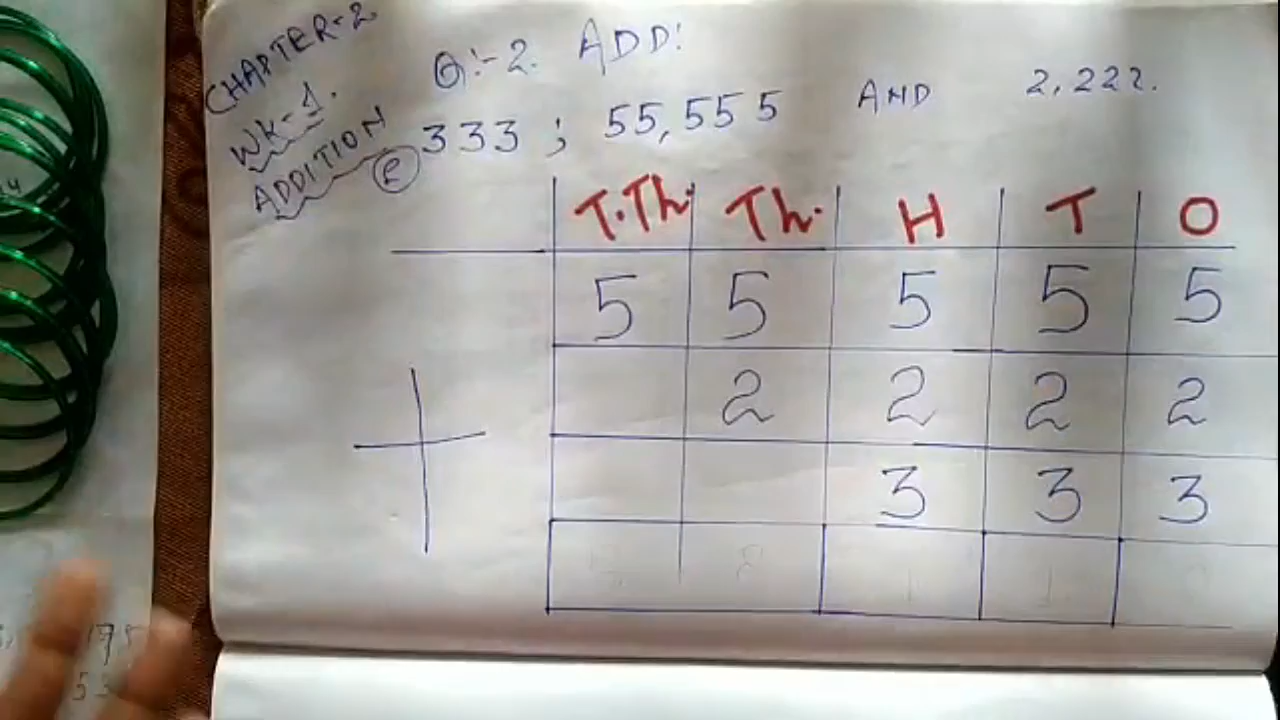 CHAPTER-2
WK-1.
ADDITION
Q:-2. ADD:
(e) 333 ; 55,555 AND 2,222.
T.Th. Th. H T O
5 5 5 5 5
2 2 2 2
+
3 3 3